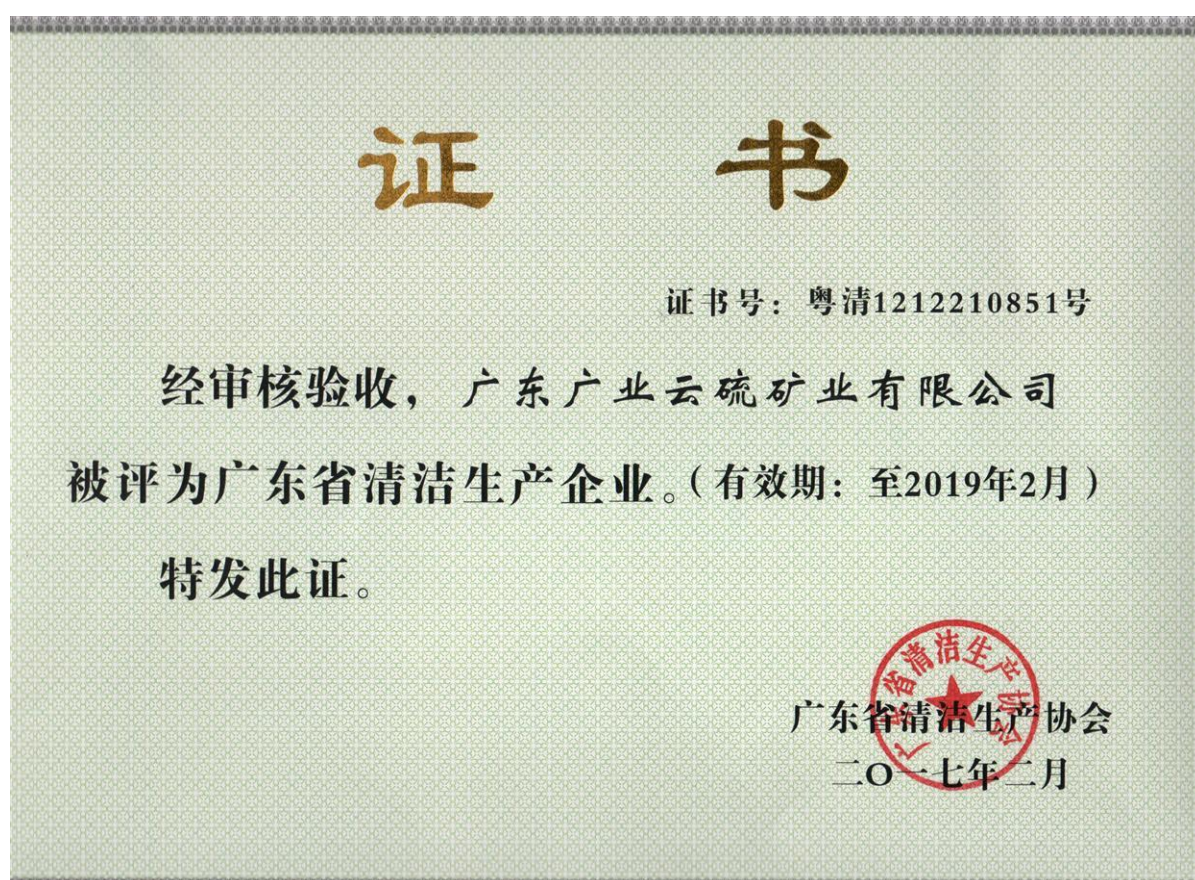 证书
证书号：粤清1212210851号
经审核验收，广东广业云硫矿业有限公司
被评为广东省清洁生产企业。（有效期：至2019年2月）
特发此证。
广东省清洁生产协会
广东省清洁生产协会
二〇一七年二月